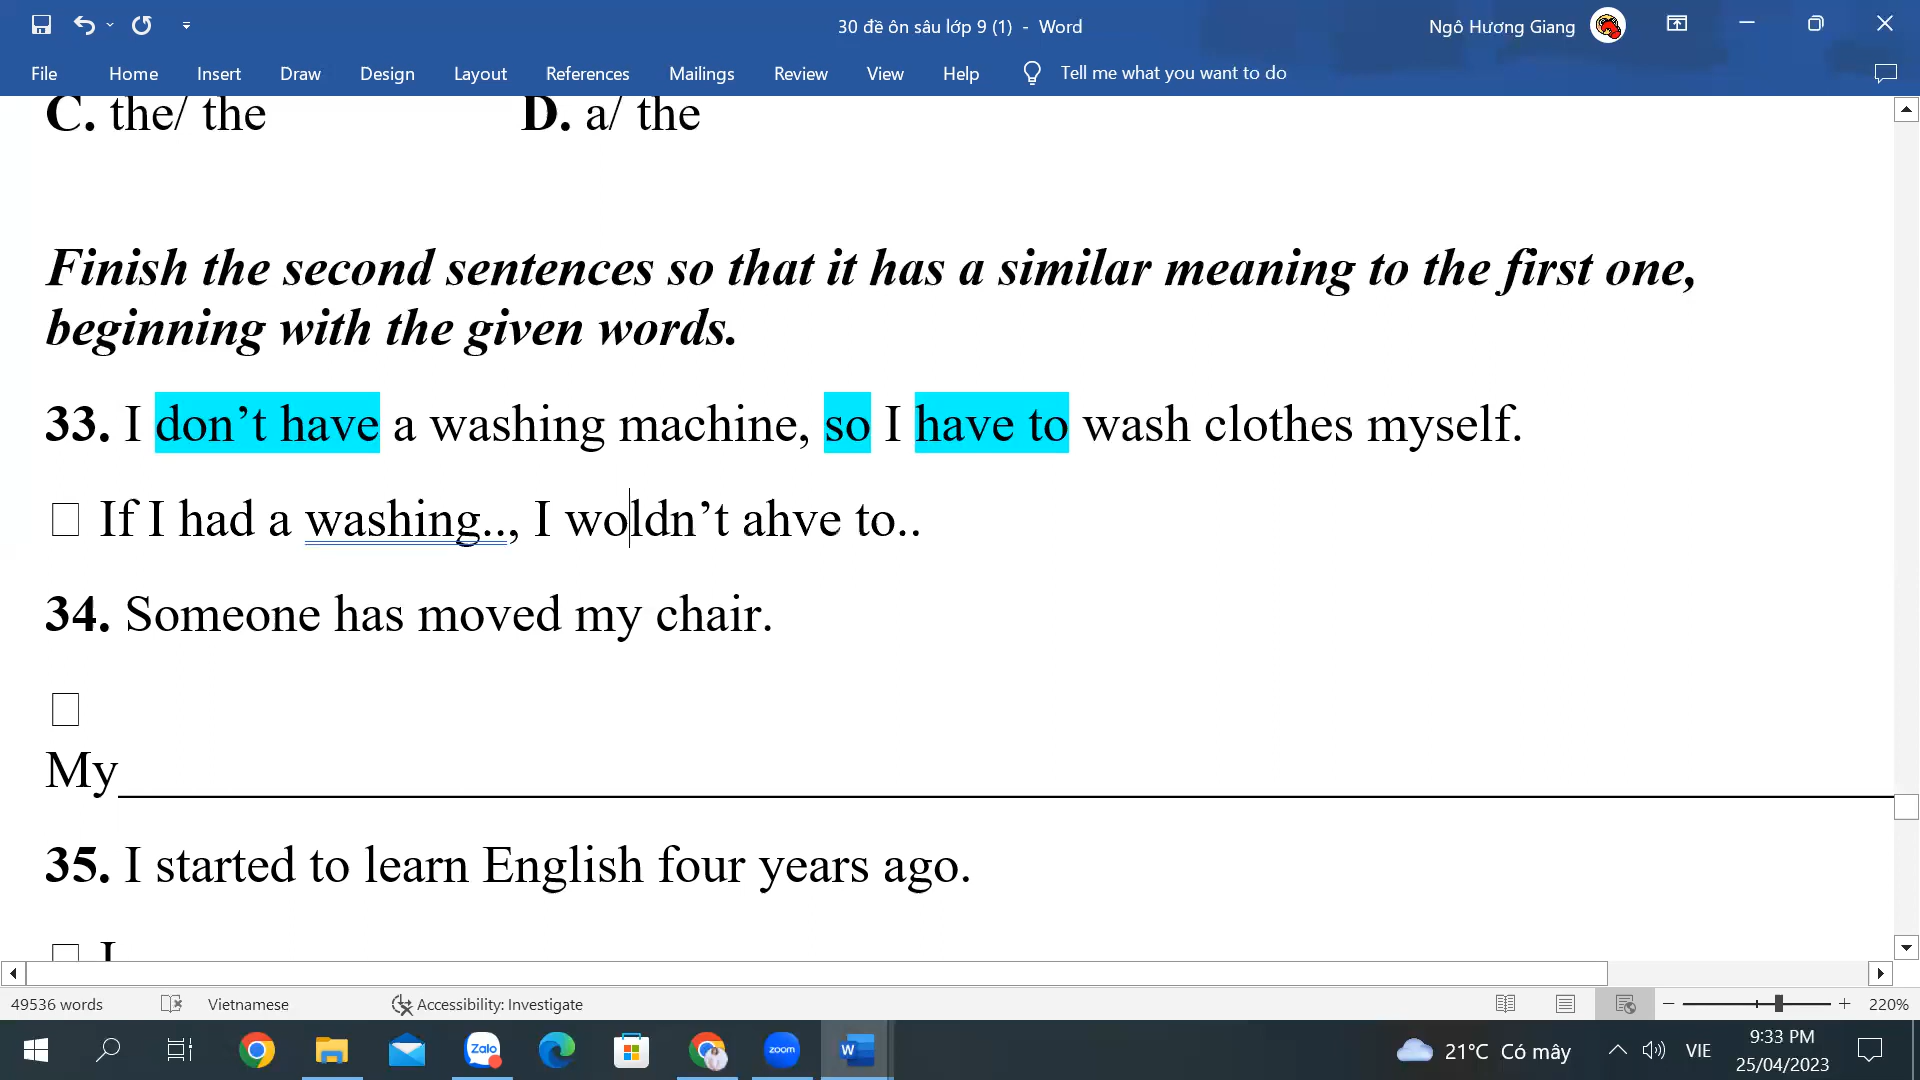 30 đề ôn sâu lớp 9 (1) - Word
Ngô Hương Giang
File Home Insert Draw Design Layout References Mailings Review View Help Tell me what you want to do
C. the/ the D. a/ the
Finish the second sentences so that it has a similar meaning to the first one,
beginning with the given words.
33. I don’t have a washing machine, so I have to wash clothes myself.
If I had a washing.., I woldn’t ahve to..
34. Someone has moved my chair.
My
35. I started to learn English four years ago.
I
49536 words Vietnamese Accessibility: Investigate 220%
Zalo zoom W 21°C Có mây VIE 9:33 PM
25/04/2023